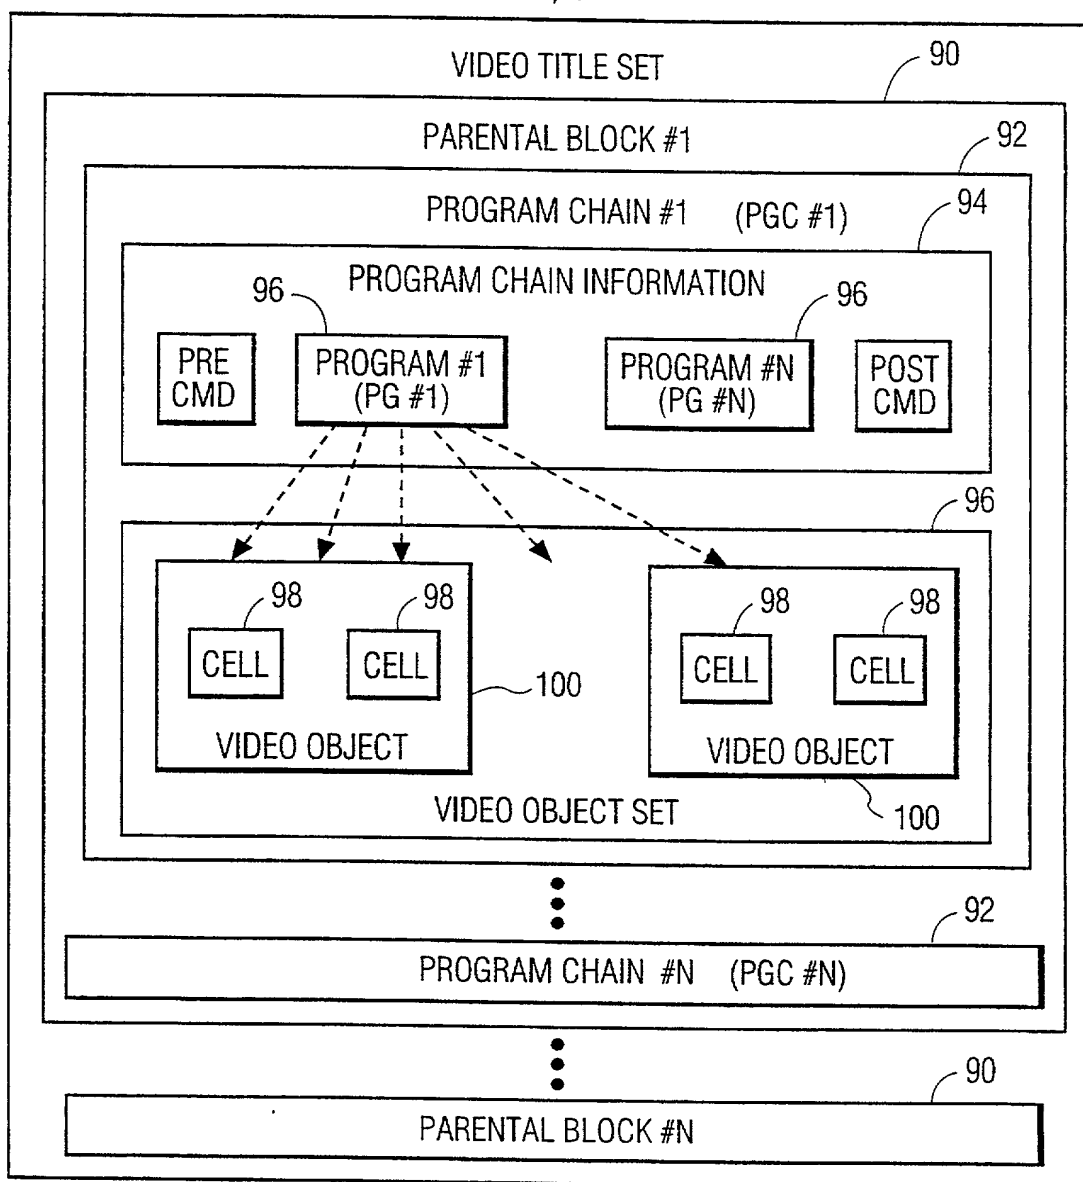 VIDEO TITLE SET
90
PARENTAL BLOCK #1
92
PROGRAM CHAIN #1 (PGC #1)
94
PROGRAM CHAIN INFORMATION
96
96
PRE
CMD
PROGRAM #1
(PG #1)
PROGRAM #N
(PG #N)
POST
CMD
96
98
98
98
98
CELL
CELL
CELL
CELL
100
VIDEO OBJECT
VIDEO OBJECT
VIDEO OBJECT SET
100
92
PROGRAM CHAIN #N (PGC #N)
90
PARENTAL BLOCK #N